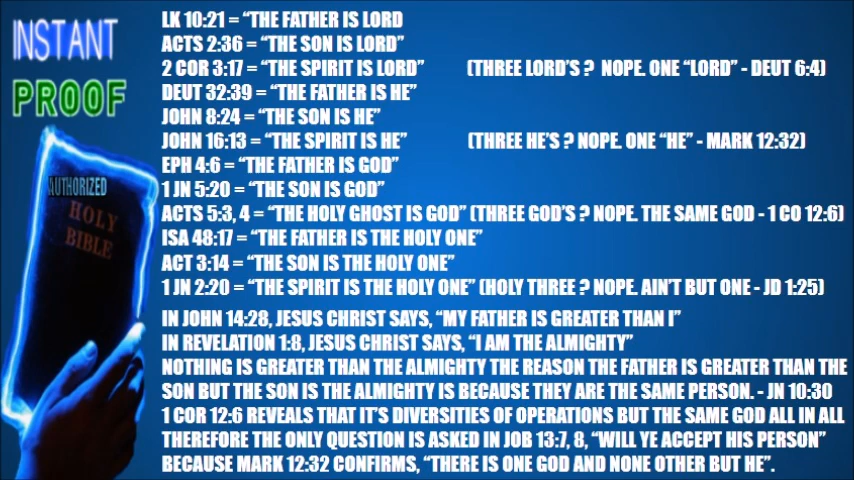 INSTANT
PROOF
AUTHORIZED
HOLY
BIBLE
LK 10:21 = “THE FATHER IS LORD
ACTS 2:36 = “THE SON IS LORD”
2 COR 3:17 = “THE SPIRIT IS LORD” (THREE LORD’S ? NOPE. ONE “LORD” - DEUT 6:4)
DEUT 32:39 = “THE FATHER IS HE”
JOHN 8:24 = “THE SON IS HE”
JOHN 16:13 = “THE SPIRIT IS HE” (THREE HE’S ? NOPE. ONE “HE” - MARK 12:32)
EPH 4:6 = “THE FATHER IS GOD”
1 JN 5:20 = “THE SON IS GOD”
ACTS 5:3, 4 = “THE HOLY GHOST IS GOD” (THREE GOD’S ? NOPE. THE SAME GOD - 1 CO 12:6)
ISA 48:17 = “THE FATHER IS THE HOLY ONE”
ACT 3:14 = “THE SON IS THE HOLY ONE”
1 JN 2:20 = “THE SPIRIT IS THE HOLY ONE” (HOLY THREE ? NOPE. AIN’T BUT ONE - JD 1:25)
IN JOHN 14:28, JESUS CHRIST SAYS, “MY FATHER IS GREATER THAN I”
IN REVELATION 1:8, JESUS CHRIST SAYS, “I AM THE ALMIGHTY”
NOTHING IS GREATER THAN THE ALMIGHTY THE REASON THE FATHER IS GREATER THAN THE
SON BUT THE SON IS THE ALMIGHTY IS BECAUSE THEY ARE THE SAME PERSON. - JN 10:30
1 COR 12:6 REVEALS THAT IT’S DIVERSITIES OF OPERATIONS BUT THE SAME GOD ALL IN ALL
THEREFORE THE ONLY QUESTION IS ASKED IN JOB 13:7, 8, “WILL YE ACCEPT HIS PERSON”
BECAUSE MARK 12:32 CONFIRMS, “THERE IS ONE GOD AND NONE OTHER BUT HE”.